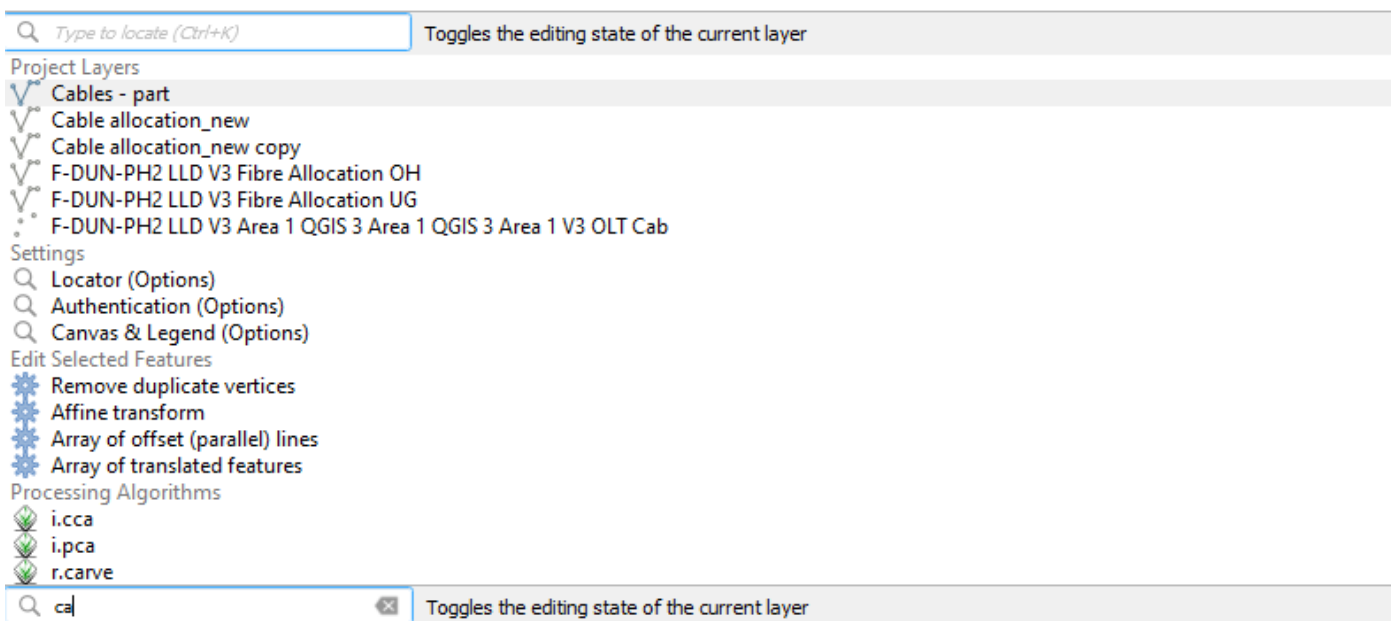 Type to locate (Ctrl+K) Toggles the editing state of the current layer
Project Layers
Cables - part
Cable allocation_new
Cable allocation_new copy
F-DUN-PH2 LLD V3 Fibre Allocation OH
F-DUN-PH2 LLD V3 Fibre Allocation UG
F-DUN-PH2 LLD V3 Area 1 QGIS 3 Area 1 QGIS 3 Area 1 V3 OLT Cab
Settings
Locator (Options)
Authentication (Options)
Canvas & Legend (Options)
Edit Selected Features
Remove duplicate vertices
Affine transform
Array of offset (parallel) lines
Array of translated features
Processing Algorithms
i.cca
i.pca
r.carve
ca Toggles the editing state of the current layer